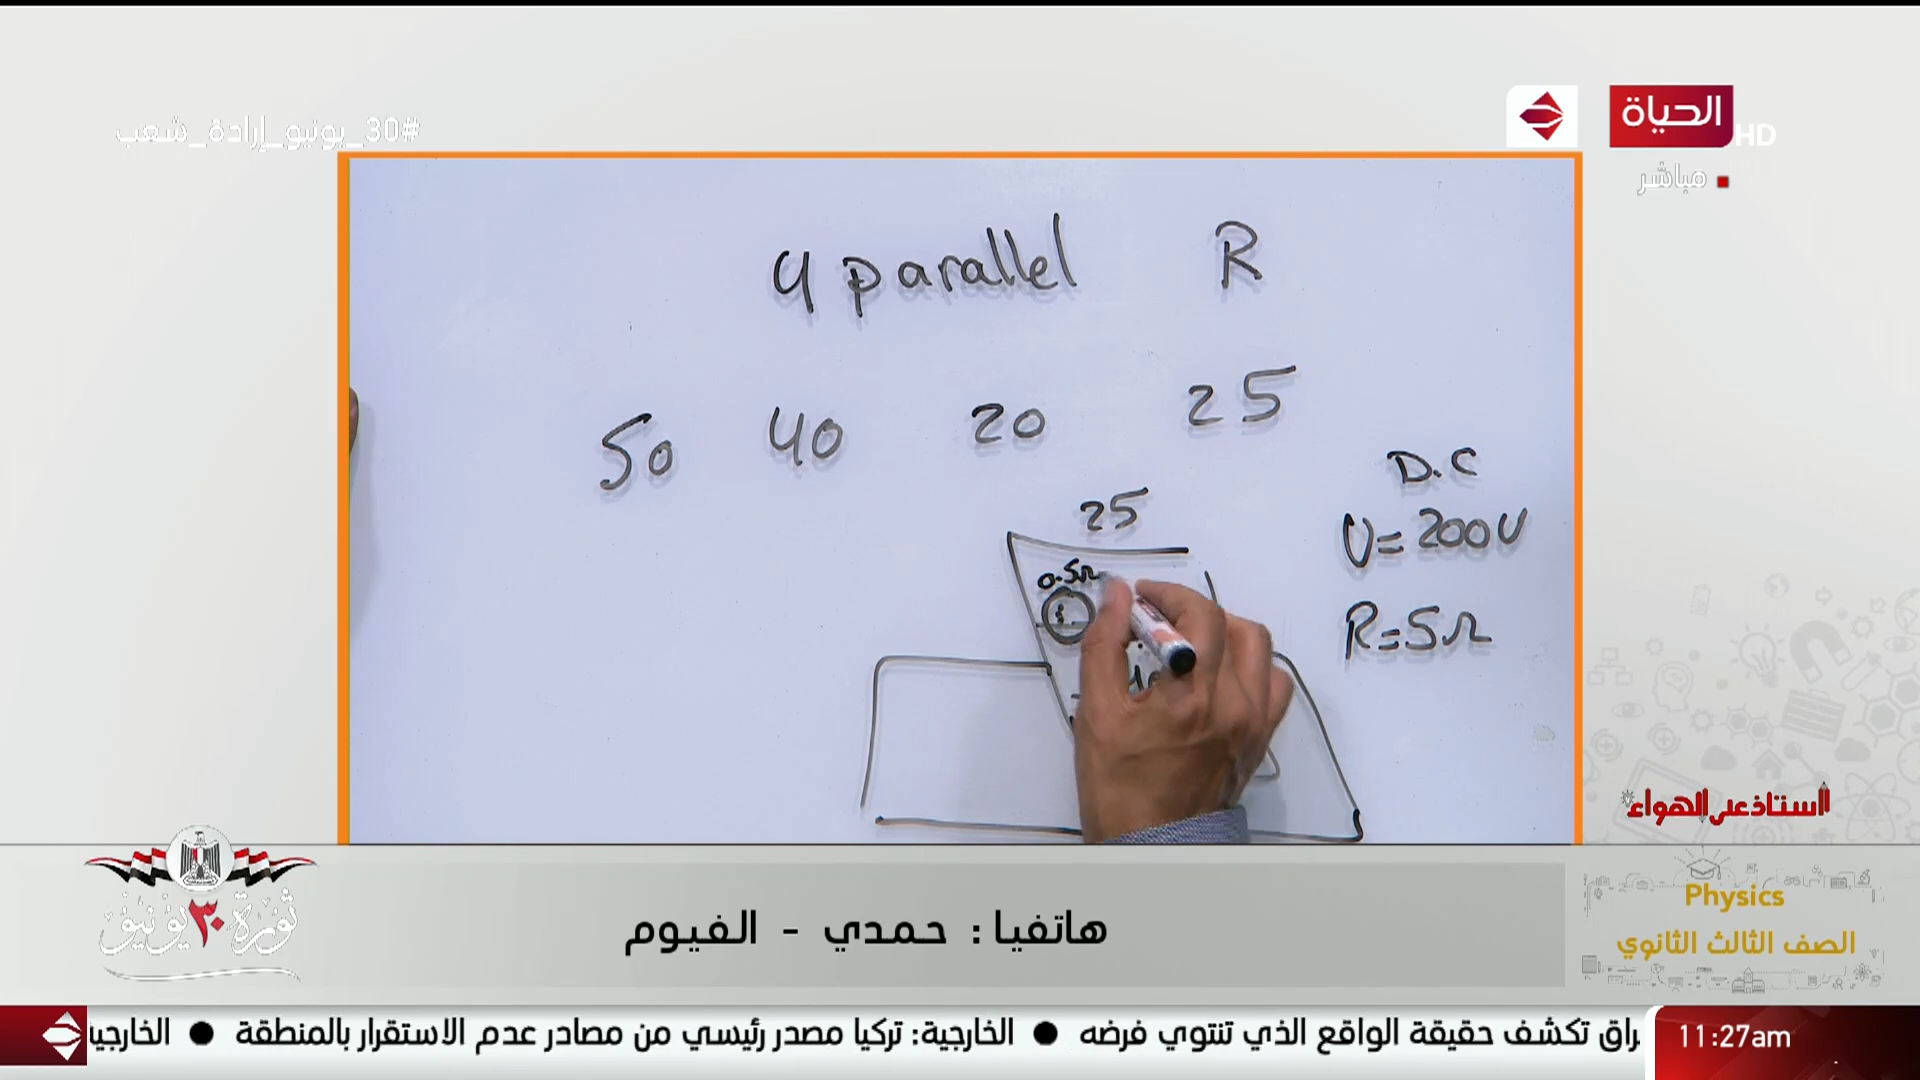 #30_يونيو_إرادة_شعب
الحياة
HD
مباشر
4 parallel R
50 40 20 25
D.C
25
V= 200V
0.5Ω
R=5Ω
أستاذ على الهواء
ثورة ٣٠ يونيو
هاتفيا : حمدي - الفيوم
Physics
الصف الثالث الثانوي
راق تكشف حقيقة الواقع الذي تنتوي فرضه ● الخارجية: تركيا مصدر رئيسي من مصادر عدم الاستقرار بالمنطقة ● الخارجي
11:27am